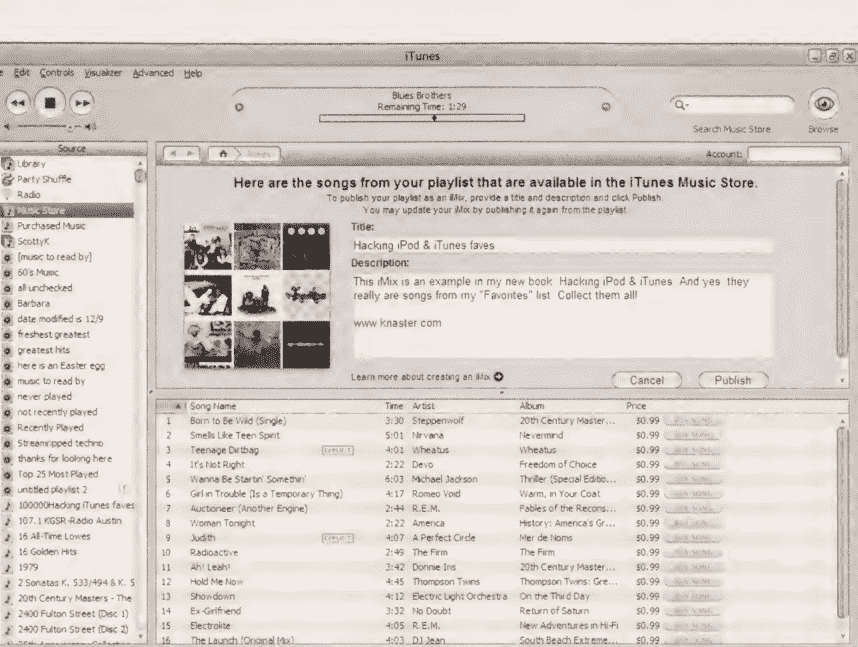 iTunes
Edit Controls Visualizer Advanced Help
Blues Brothers
Remaining Time: 1:29
Search Music Store
Browse
Source
Library
Party Shuffle
Radio
Music Store
Purchased Music
ScottyK
[music to read by]
60's Music
all unchecked
Barbara
date modified is 12/9
freshest greatest
greatest hits
here is an Easter egg
music to read by
never played
not recently played
Recently Played
Streamripped techno
thanks for looking here
Top 25 Most Played
untitled playlist 2
100000Hacking iTunes faves
107.1 KGSR-Radio Austin
16 All-Time Lowes
16 Golden Hits
1979
2 Sonatas K. 533/494 & K. 5
20th Century Masters - The
2400 Fulton Street (Disc 1)
2400 Fulton Street (Disc 2)
Account:
Here are the songs from your playlist that are available in the iTunes Music Store.
To publish your playlist as an iMix, provide a title and description and click Publish.
You may update your iMix by publishing it again from the playlist
Title:
Hacking iPod & iTunes faves
Description:
This iMix is an example in my new book Hacking iPod & iTunes And yes they
really are songs from my "Favorites" list Collect them all!
www knaster com
Learn more about creating an iMix
Cancel Publish
Song Name Time Artist Album Price
1 Born to Be Wild (Single) 3:30 Steppenwolf 20th Century Master... $0.99
2 Smells Like Teen Spirit 5:01 Nirvana Nevermind $0.99
3 Teenage Dirtbag EXPLICIT 4:01 Wheatus Wheatus $0.99
4 It's Not Right 2:22 Devo Freedom of Choice $0.99
5 Wanna Be Startin' Somethin' 6:03 Michael Jackson Thriller (Special Editio... $0.99
6 Girl in Trouble (Is a Temporary Thing) 4:17 Romeo Void Warm, in Your Coat $0.99
7 Auctioneer (Another Engine) 2:44 R.E.M. Fables of the Recons... $0.99
8 Woman Tonight 2:22 America History: America's Gr... $0.99
9 Judith EXPLICIT 4:07 A Perfect Circle Mer de Noms $0.99
10 Radioactive 2:49 The Firm The Firm $0.99
11 Ah! Leah! 3:42 Donnie Iris 20th Century Master... $0.99
12 Hold Me Now 4:45 Thompson Twins Thompson Twins: Gre... $0.99
13 Showdown 4:12 Electric Light Orchestra On the Third Day $0.99
14 Ex-Girlfriend 3:32 No Doubt Return of Saturn $0.99
15 Electrolite 4:05 R.E.M. New Adventures in Hi-Fi $0.99
16 The Launch (Original Mix) 4:03 DJ Jean South Beach Extreme... $0.99